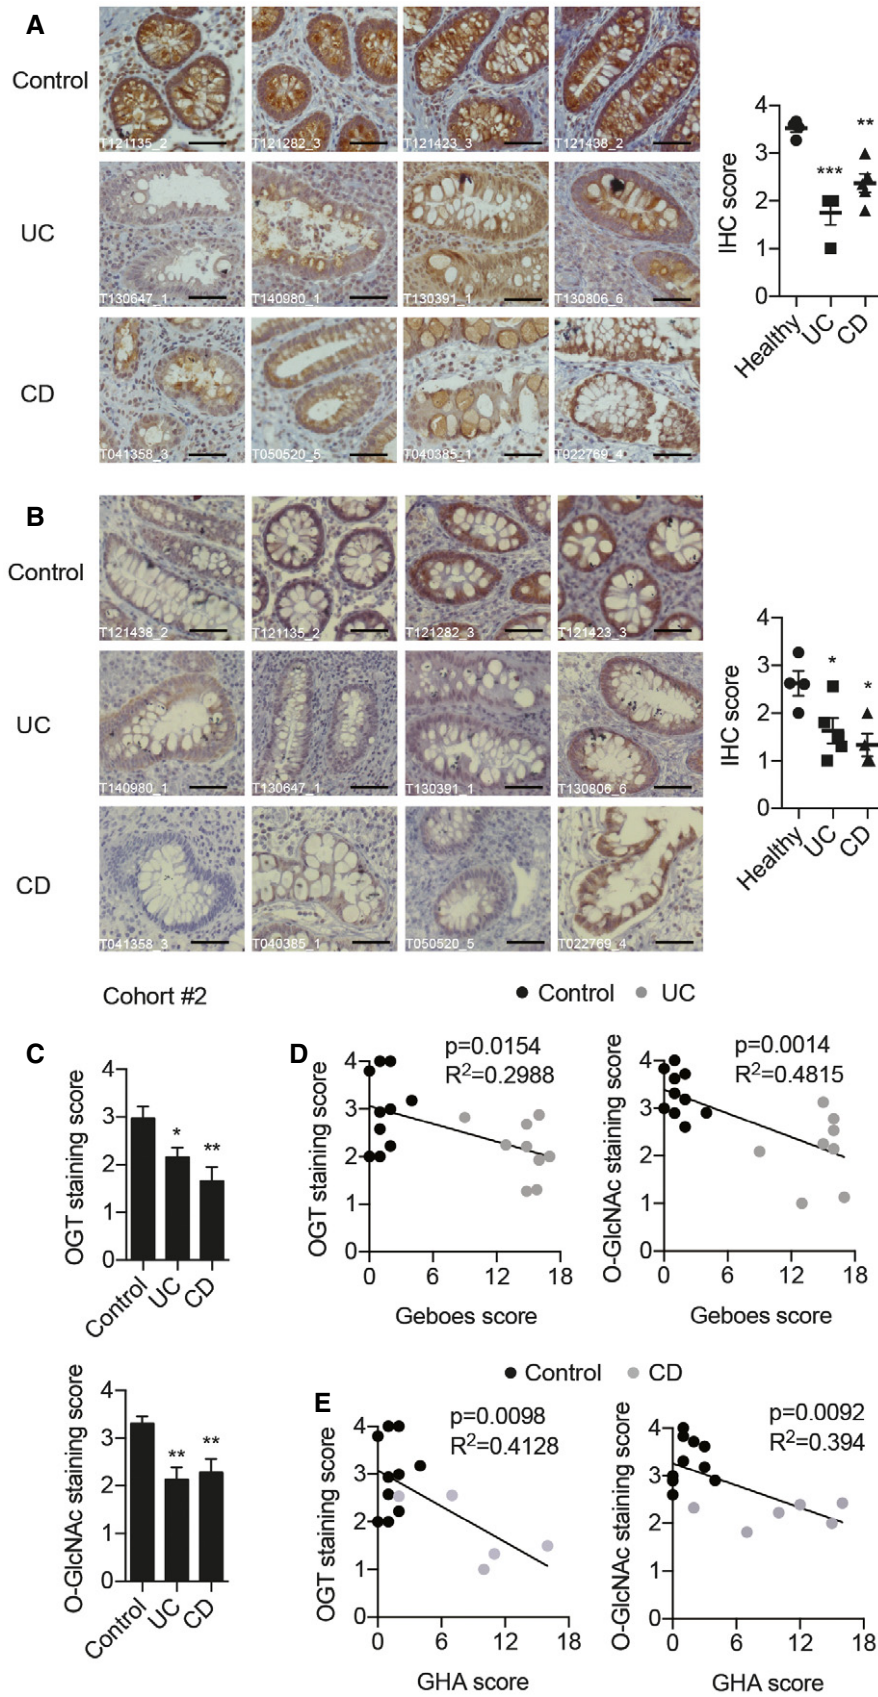 A
Control
T121135_2
T121282_3
T121423_3
T121438_2
UC
T130647_1
T140980_1
T130391_1
T130806_6
CD
T041358_3
T050520_5
T040385_1
T022769_4
IHC score
4
3
2
1
0
***
**
Healthy
UC
CD
B
Control
T121438_2
T121135_2
T121282_3
T121423_3
UC
T140980_1
T130647_1
T130391_1
T130806_6
CD
T041358_3
T040385_1
T050520_5
T022769_4
IHC score
4
3
2
1
0
*
*
Healthy
UC
CD
Cohort #2
Control
UC
C
OGT staining score
4
3
2
1
0
*
**
Control
UC
CD
O-GlcNAc staining score
4
3
2
1
0
**
**
Control
UC
CD
D
OGT staining score
4
3
2
1
0
p=0.0154
R²=0.2988
0 6 12 18
Geboes score
O-GlcNAc staining score
4
3
2
1
0
p=0.0014
R²=0.4815
0 6 12 18
Geboes score
Control
CD
E
OGT staining score
4
3
2
1
0
p=0.0098
R²=0.4128
0 6 12 18
GHA score
O-GlcNAc staining score
4
3
2
1
0
p=0.0092
R²=0.394
0 6 12 18
GHA score